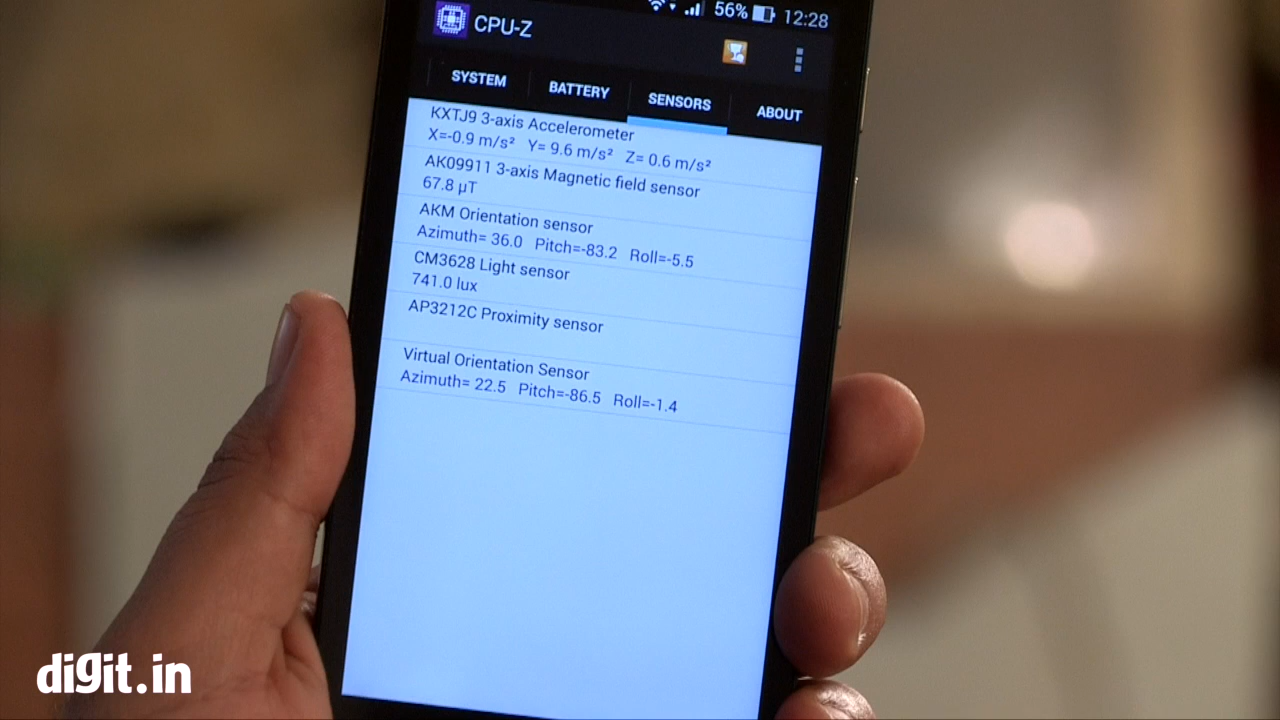 56% 12:28
CPU-Z
SYSTEM BATTERY SENSORS ABOUT
KXTJ9 3-axis Accelerometer
X=-0.9 m/s² Y= 9.6 m/s² Z= 0.6 m/s²
AK09911 3-axis Magnetic field sensor
67.8 µT
AKM Orientation sensor
Azimuth= 36.0 Pitch=-83.2 Roll=-5.5
CM3628 Light sensor
741.0 lux
AP3212C Proximity sensor
Virtual Orientation Sensor
Azimuth= 22.5 Pitch=-86.5 Roll=-1.4
digit.in